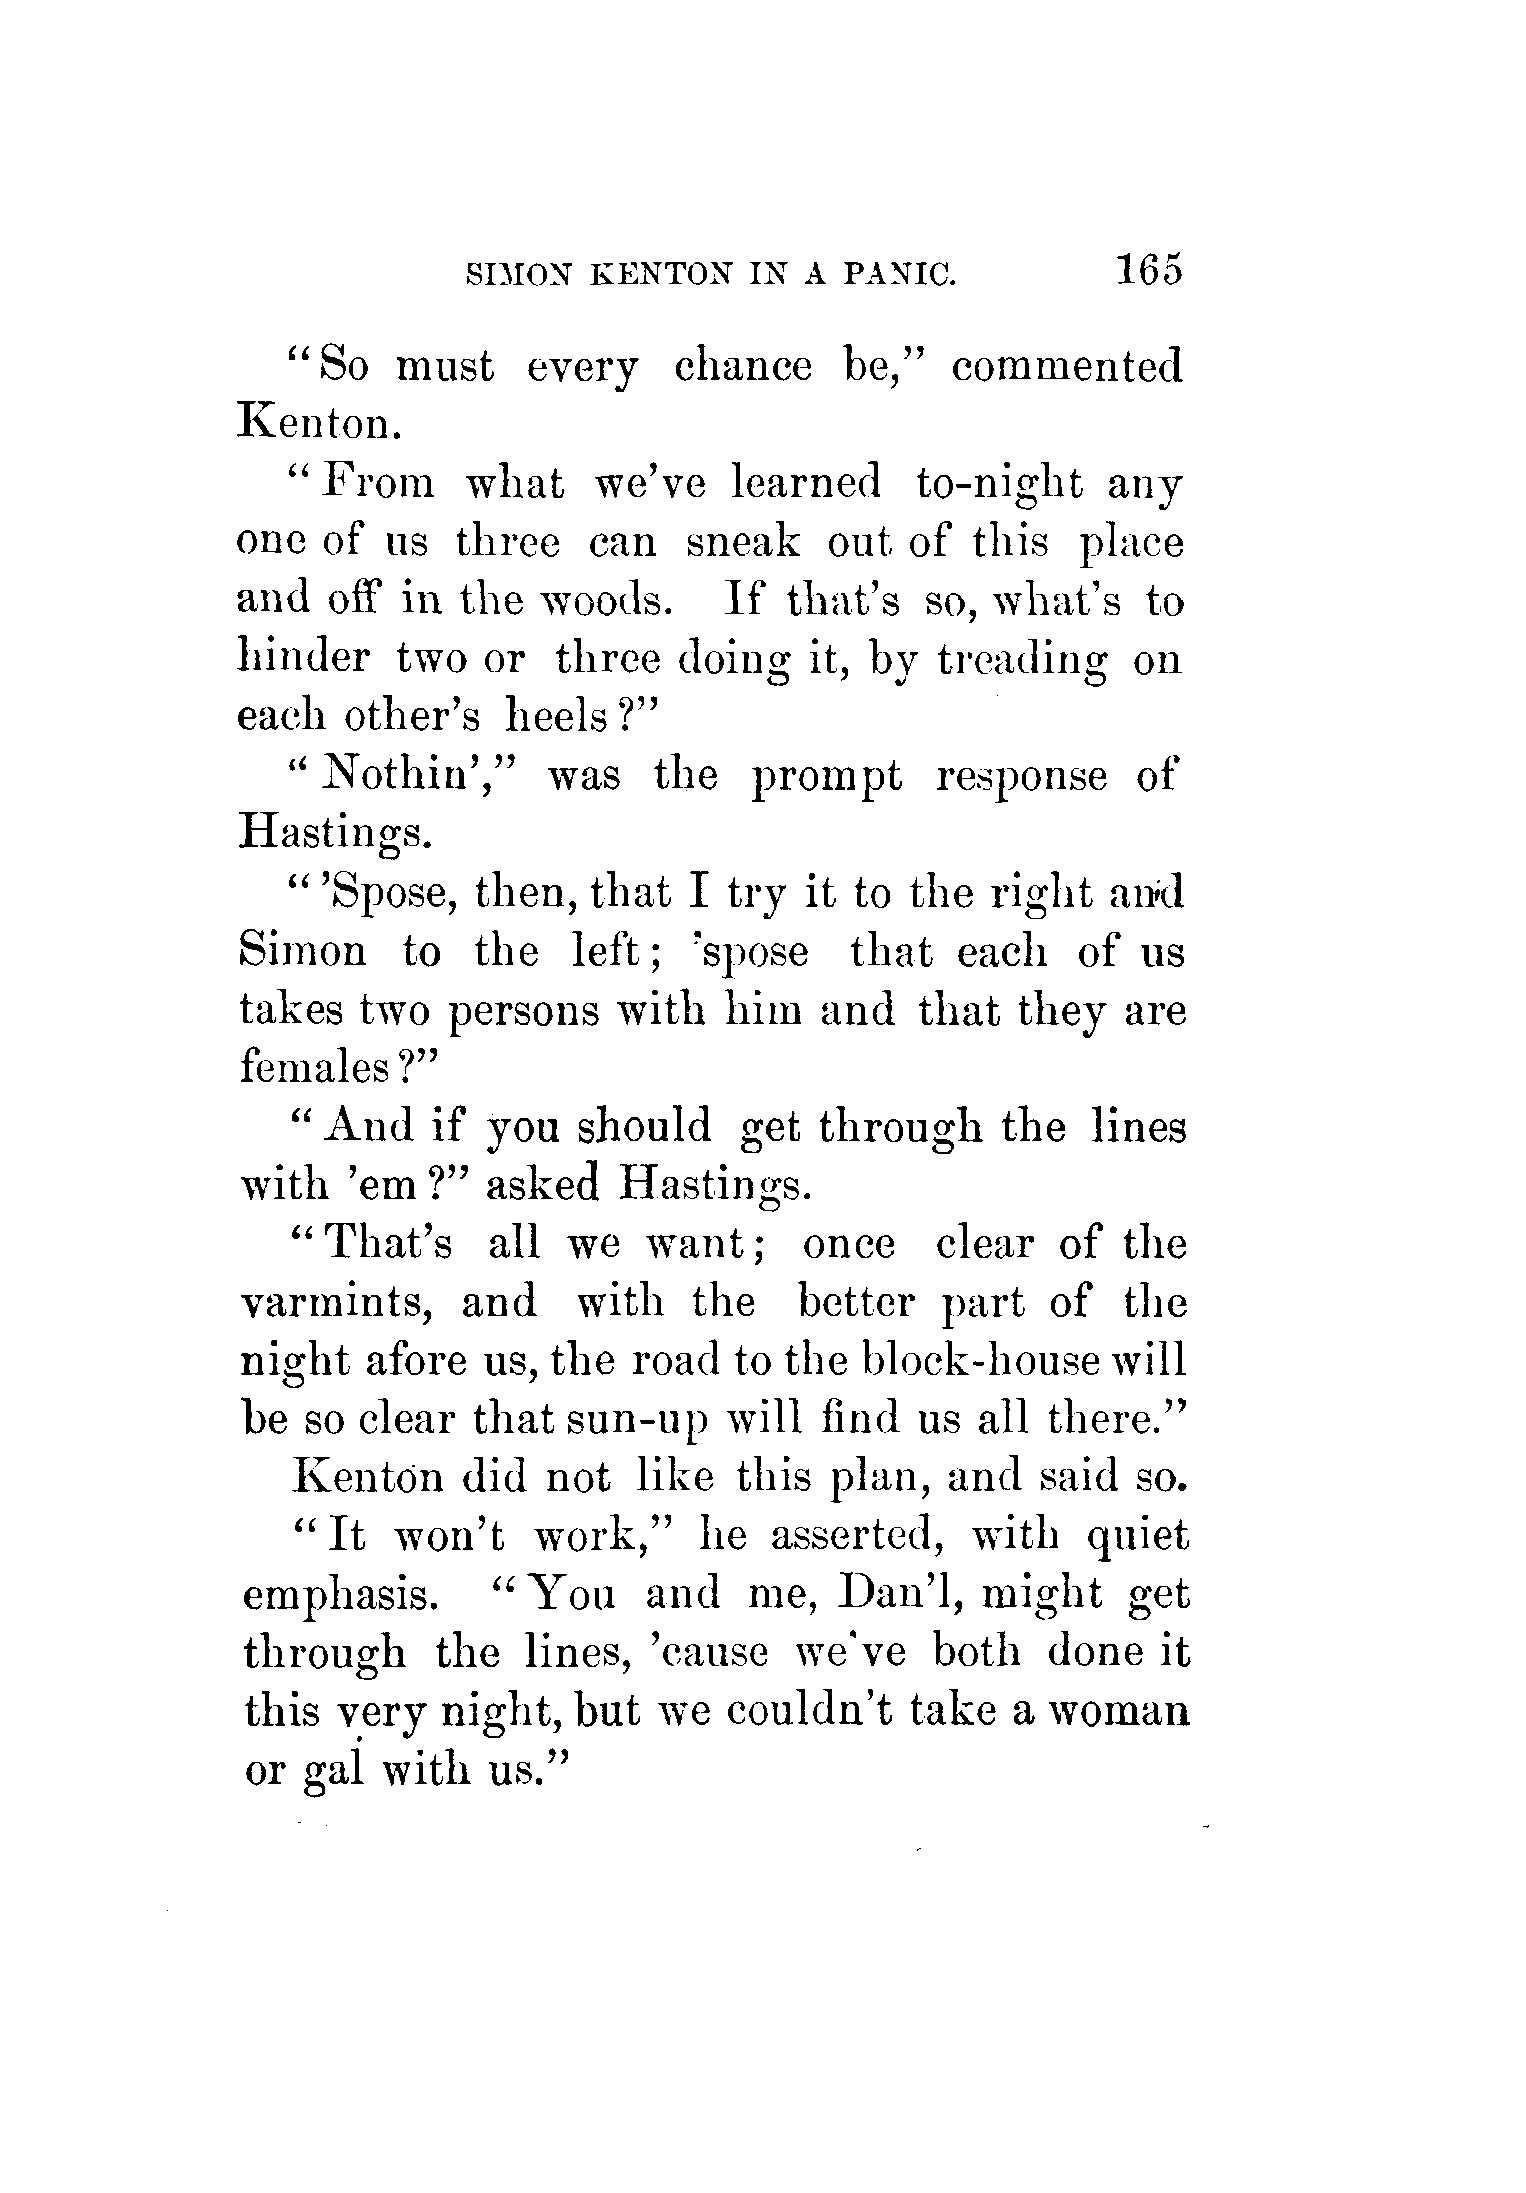 SIMON KENTON IN A PANIC. 165
"So must every chance be," commented
Kenton.
"From what we've learned to-night any
one of us three can sneak out of this place
and off in the woods. If that's so, what's to
hinder two or three doing it, by treading on
each other's heels?"
"Nothin'," was the prompt response of
Hastings.
"'Spose, then, that I try it to the right and
Simon to the left; 'spose that each of us
takes two persons with him and that they are
females?"
"And if you should get through the lines
with 'em?" asked Hastings.
"That's all we want; once clear of the
varmints, and with the better part of the
night afore us, the road to the block-house will
be so clear that sun-up will find us all there."
Kenton did not like this plan, and said so.
"It won't work," he asserted, with quiet
emphasis. "You and me, Dan'l, might get
through the lines, 'cause we've both done it
this very night, but we couldn't take a woman
or gal with us."